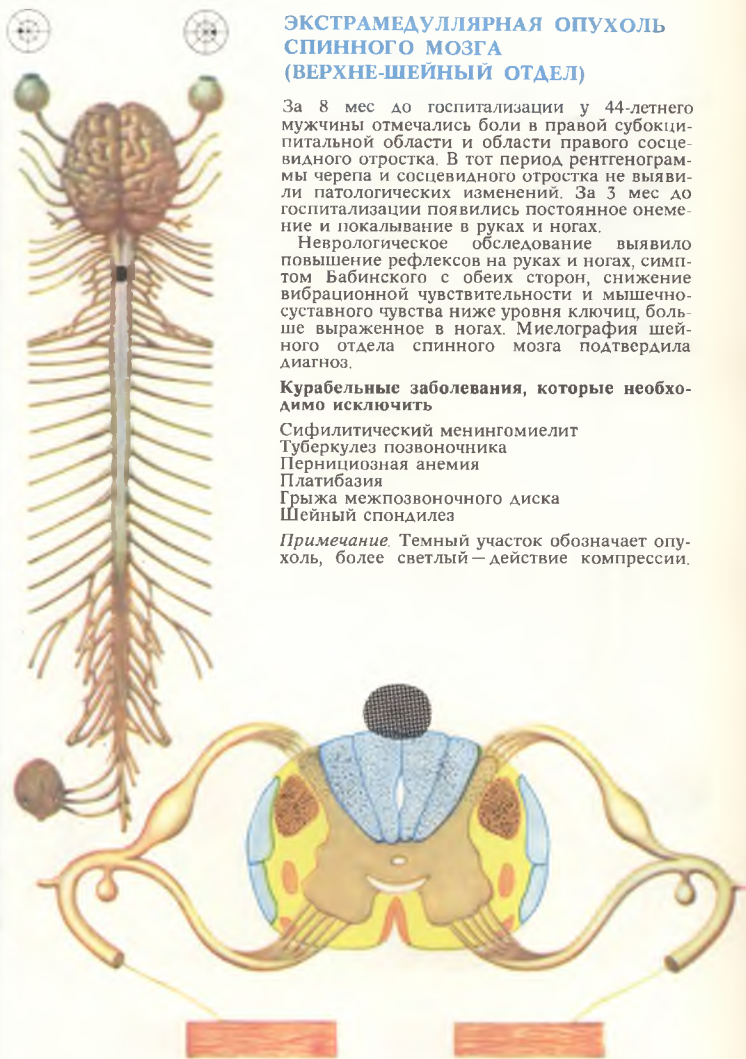 ЭКСТРАМЕДУЛЛЯРНАЯ ОПУХОЛЬ
СПИННОГО МОЗГА
(ВЕРХНЕ-ШЕЙНЫЙ ОТДЕЛ)
За 8 мес до госпитализации у 44-летнего
мужчины отмечались боли в правой субокци-
питальной области и области правого сосце-
видного отростка. В тот период рентгенограм-
мы черепа и сосцевидного отростка не выяви-
ли патологических изменений. За 3 мес до
госпитализации появились постоянное онеме-
ние и покалывание в руках и ногах.
Неврологическое обследование выявило
повышение рефлексов на руках и ногах, симп-
том Бабинского с обеих сторон, снижение
вибрационной чувствительности и мышечно-
суставного чувства ниже уровня ключиц, боль-
ше выраженное в ногах. Миелография шей-
ного отдела спинного мозга подтвердила
диагноз.
Курабельные заболевания, которые необхо-
димо исключить
Сифилитический менингомиелит
Туберкулез позвоночника
Пернициозная анемия
Платибазия
Грыжа межпозвоночного диска
Шейный спондилез
Примечание. Темный участок обозначает опу-
холь, более светлый — действие компрессии.